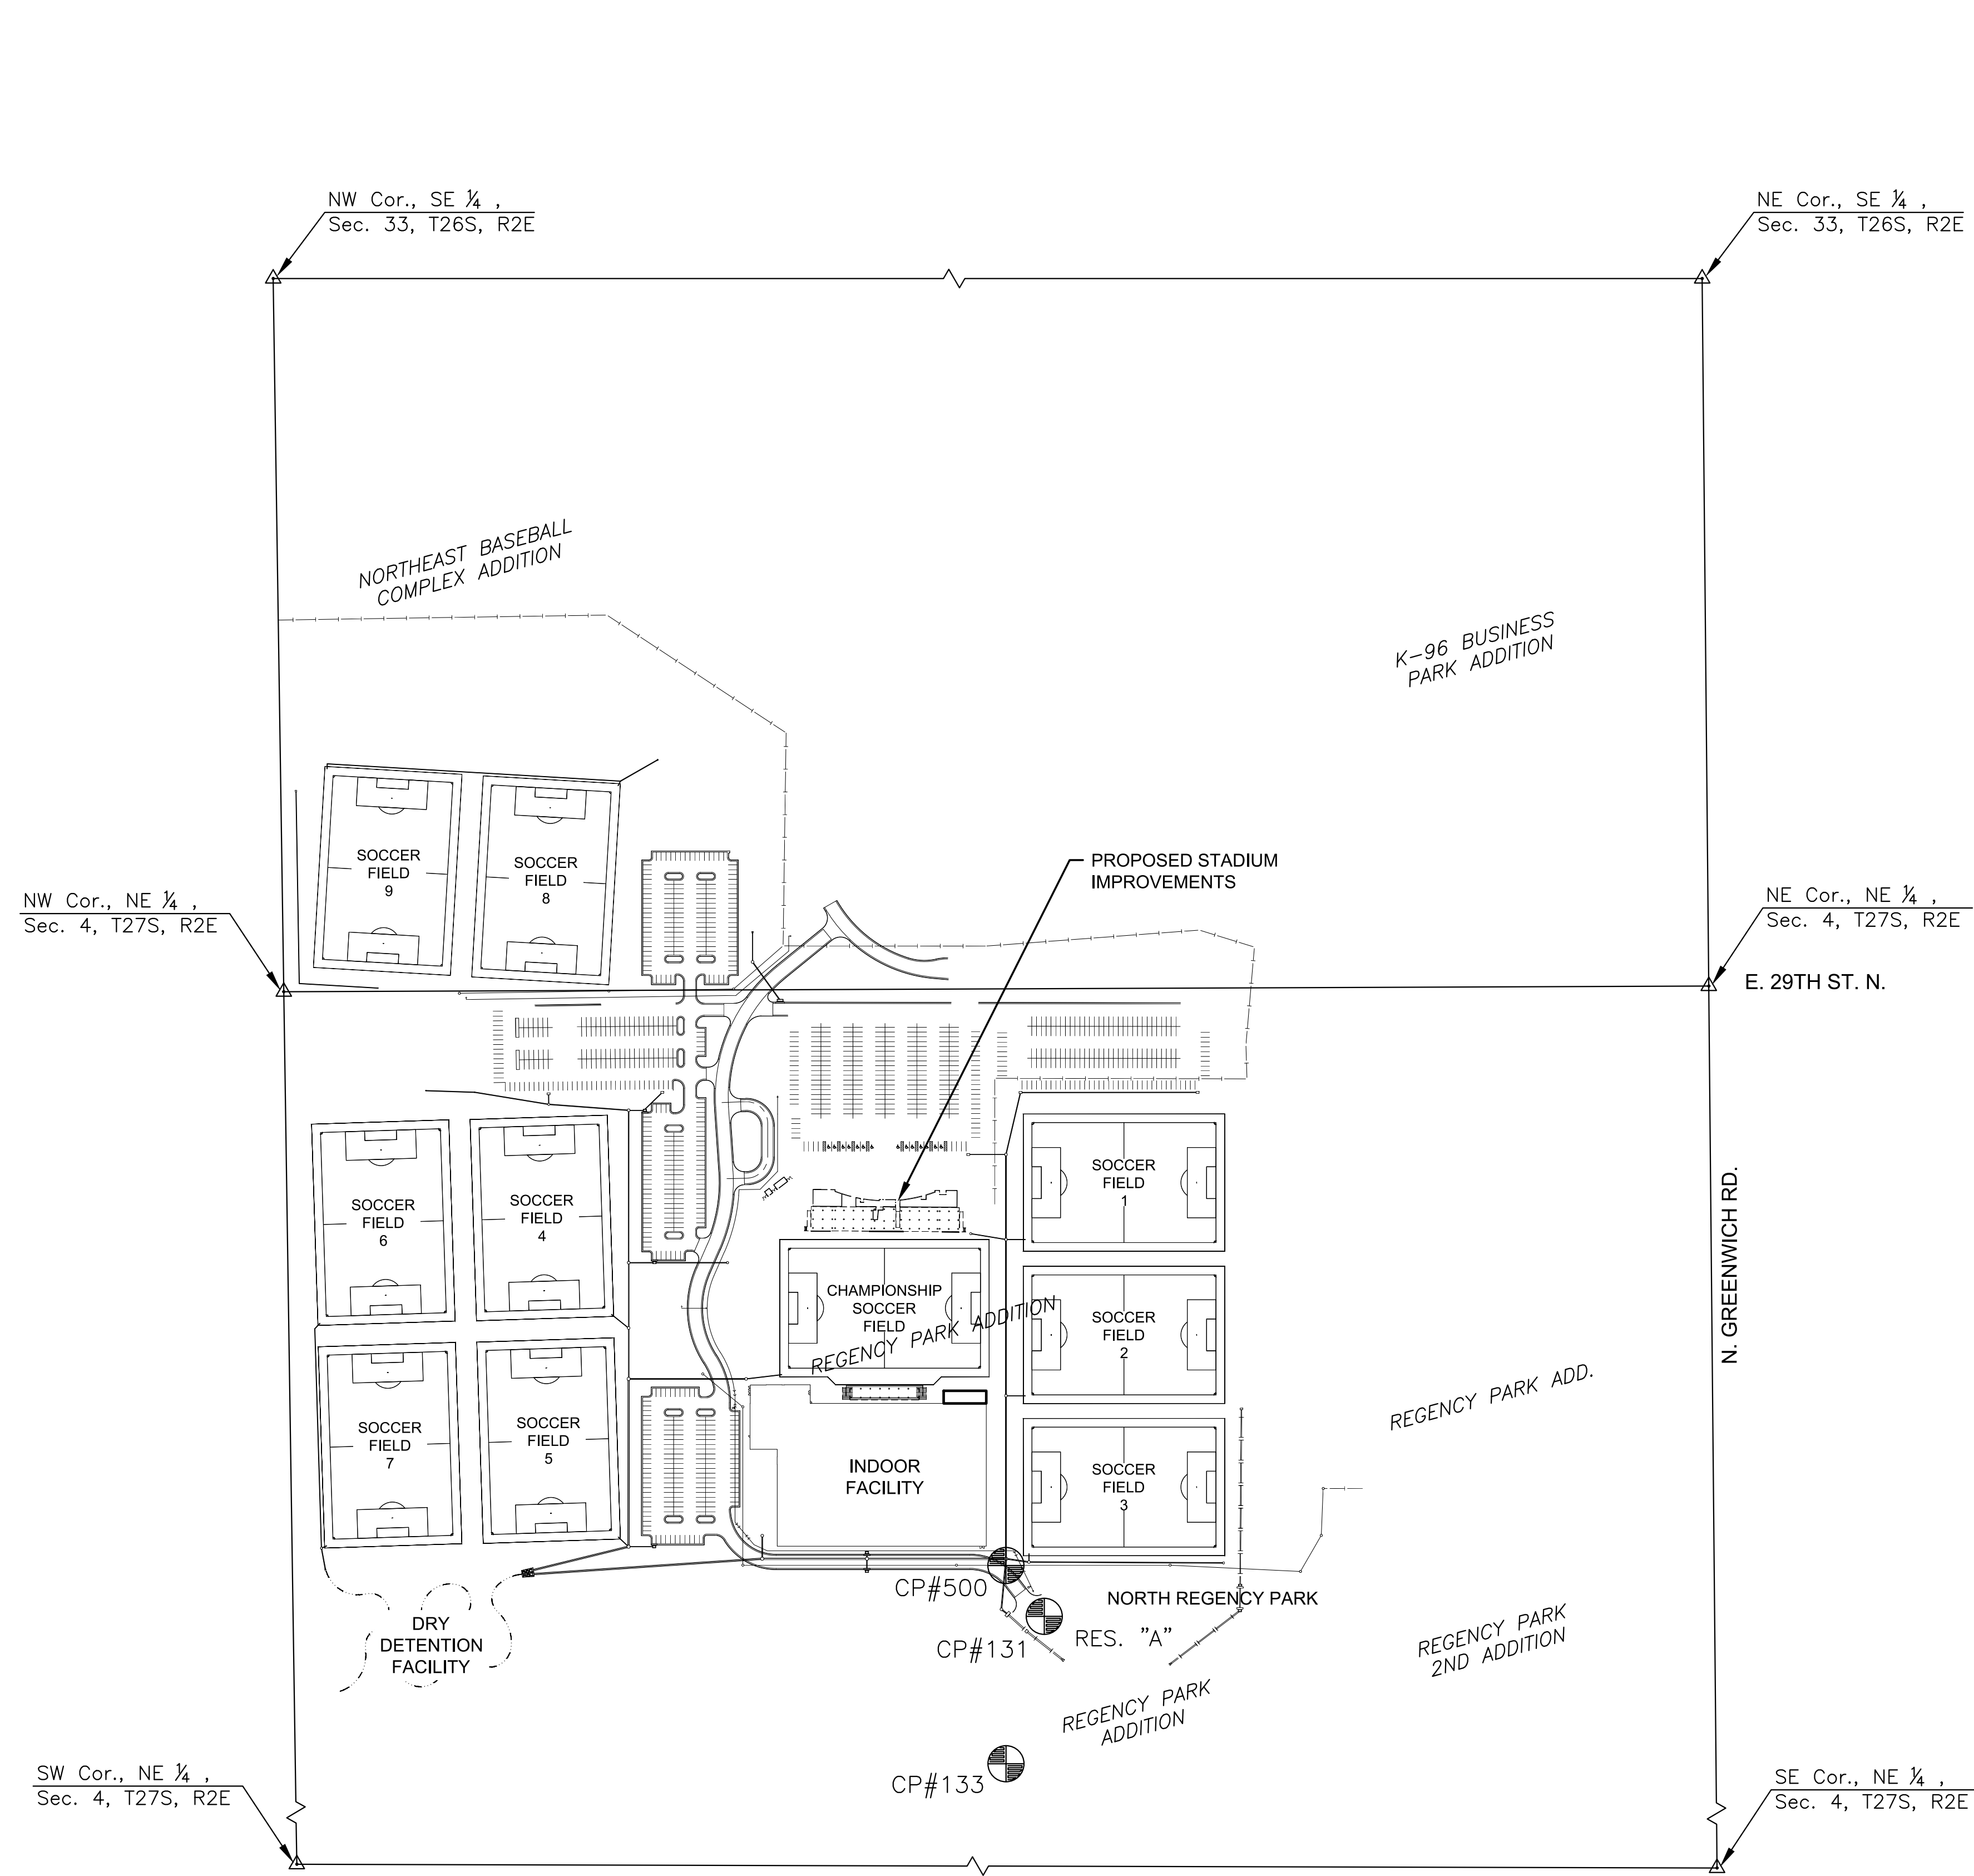 NW Cor., SE ¼ ,
Sec. 33, T26S, R2E
NE Cor., SE ¼ ,
Sec. 33, T26S, R2E
NORTHEAST BASEBALL
COMPLEX ADDITION
K-96 BUSINESS
PARK ADDITION
SOCCER
FIELD
9
SOCCER
FIELD
8
PROPOSED STADIUM
IMPROVEMENTS
NW Cor., NE ¼ ,
Sec. 4, T27S, R2E
NE Cor., NE ¼ ,
Sec. 4, T27S, R2E
E. 29TH ST. N.
SOCCER
FIELD
6
SOCCER
FIELD
4
SOCCER
FIELD
1
N. GREENWICH RD.
CHAMPIONSHIP
SOCCER
FIELD
REGENCY PARK ADDITION
SOCCER
FIELD
2
REGENCY PARK ADD.
SOCCER
FIELD
7
SOCCER
FIELD
5
INDOOR
FACILITY
SOCCER
FIELD
3
CP#500
NORTH REGENCY PARK
DRY
DETENTION
FACILITY
CP#131
RES. "A"
REGENCY PARK
2ND ADDITION
REGENCY PARK
ADDITION
CP#133
SW Cor., NE ¼ ,
Sec. 4, T27S, R2E
SE Cor., NE ¼ ,
Sec. 4, T27S, R2E